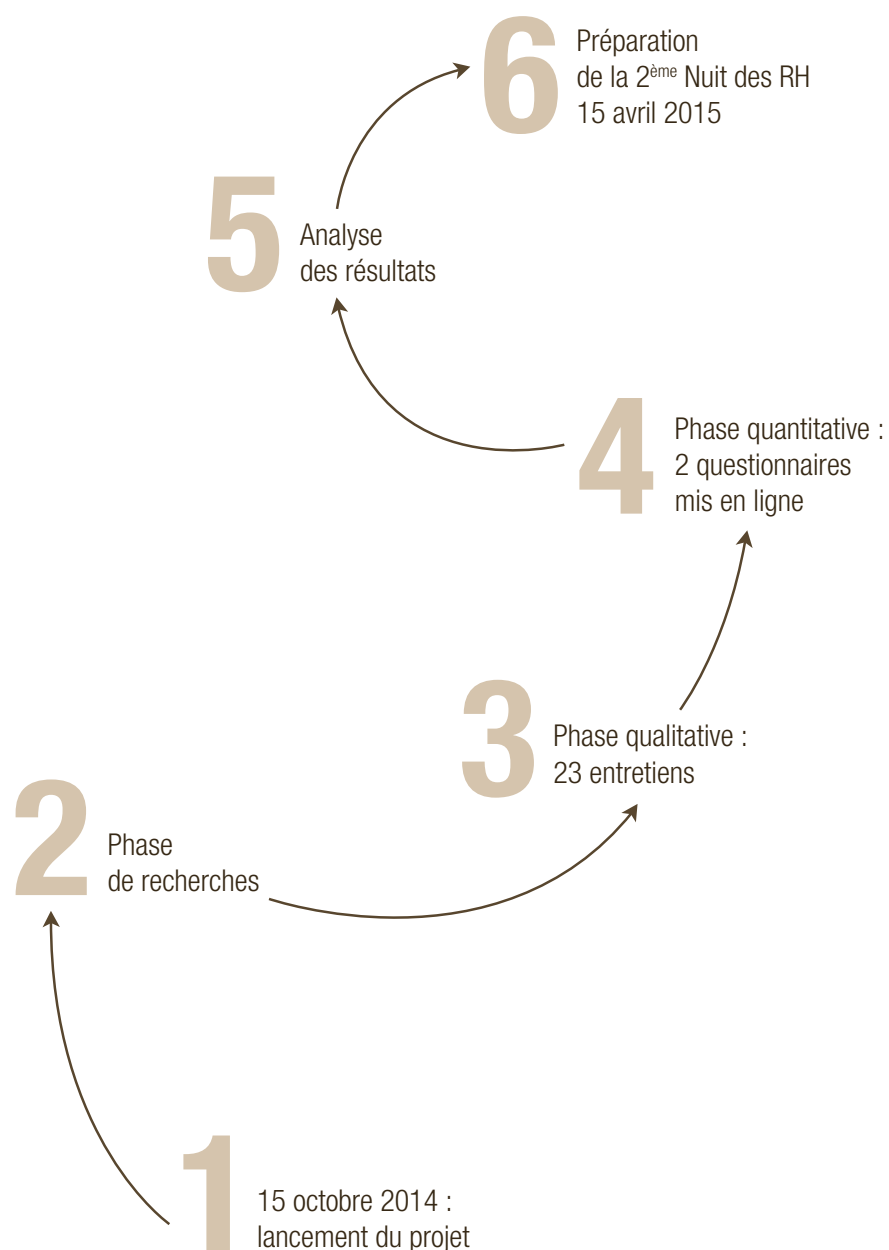 6
Préparation
de la 2ème Nuit des RH
15 avril 2015
5
Analyse
des résultats
4
Phase quantitative :
2 questionnaires
mis en ligne
3
Phase qualitative :
23 entretiens
2
Phase
de recherches
1
15 octobre 2014 :
lancement du projet